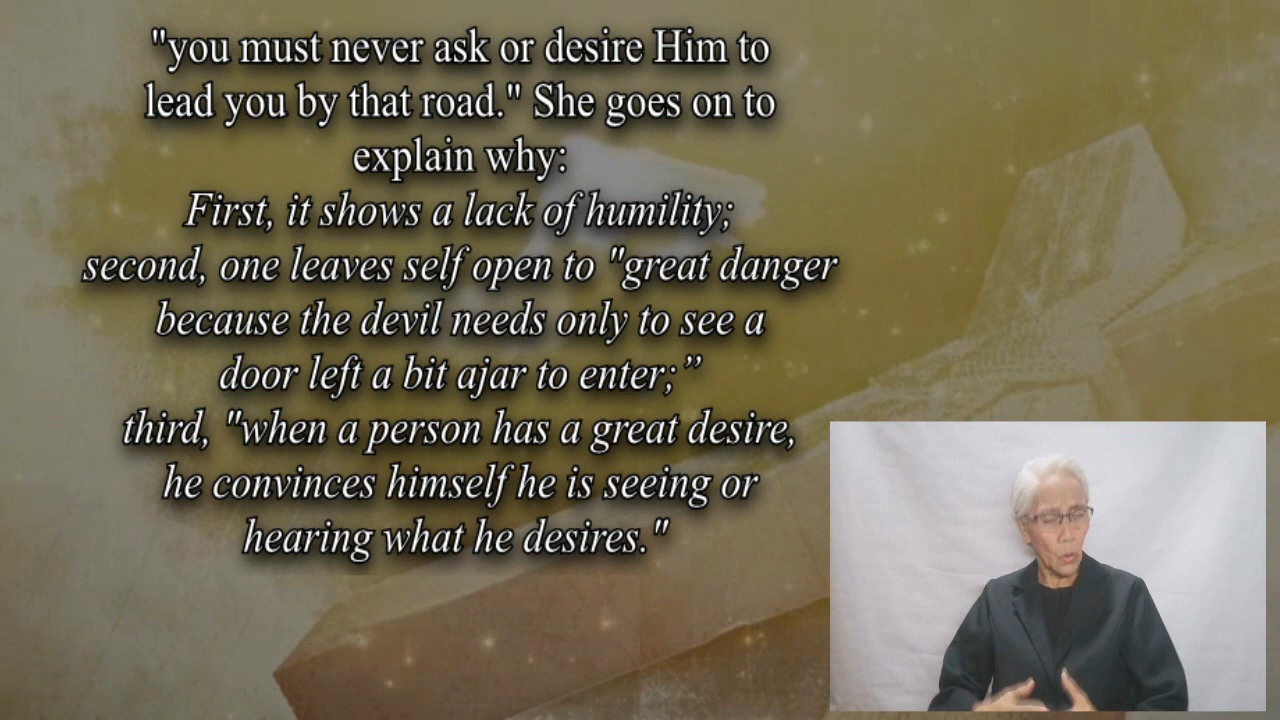 "you must never ask or desire Him to
lead you by that road." She goes on to
explain why:
First, it shows a lack of humility;
second, one leaves self open to "great danger
because the devil needs only to see a
door left a bit ajar to enter;”
third, "when a person has a great desire,
he convinces himself he is seeing or
hearing what he desires."